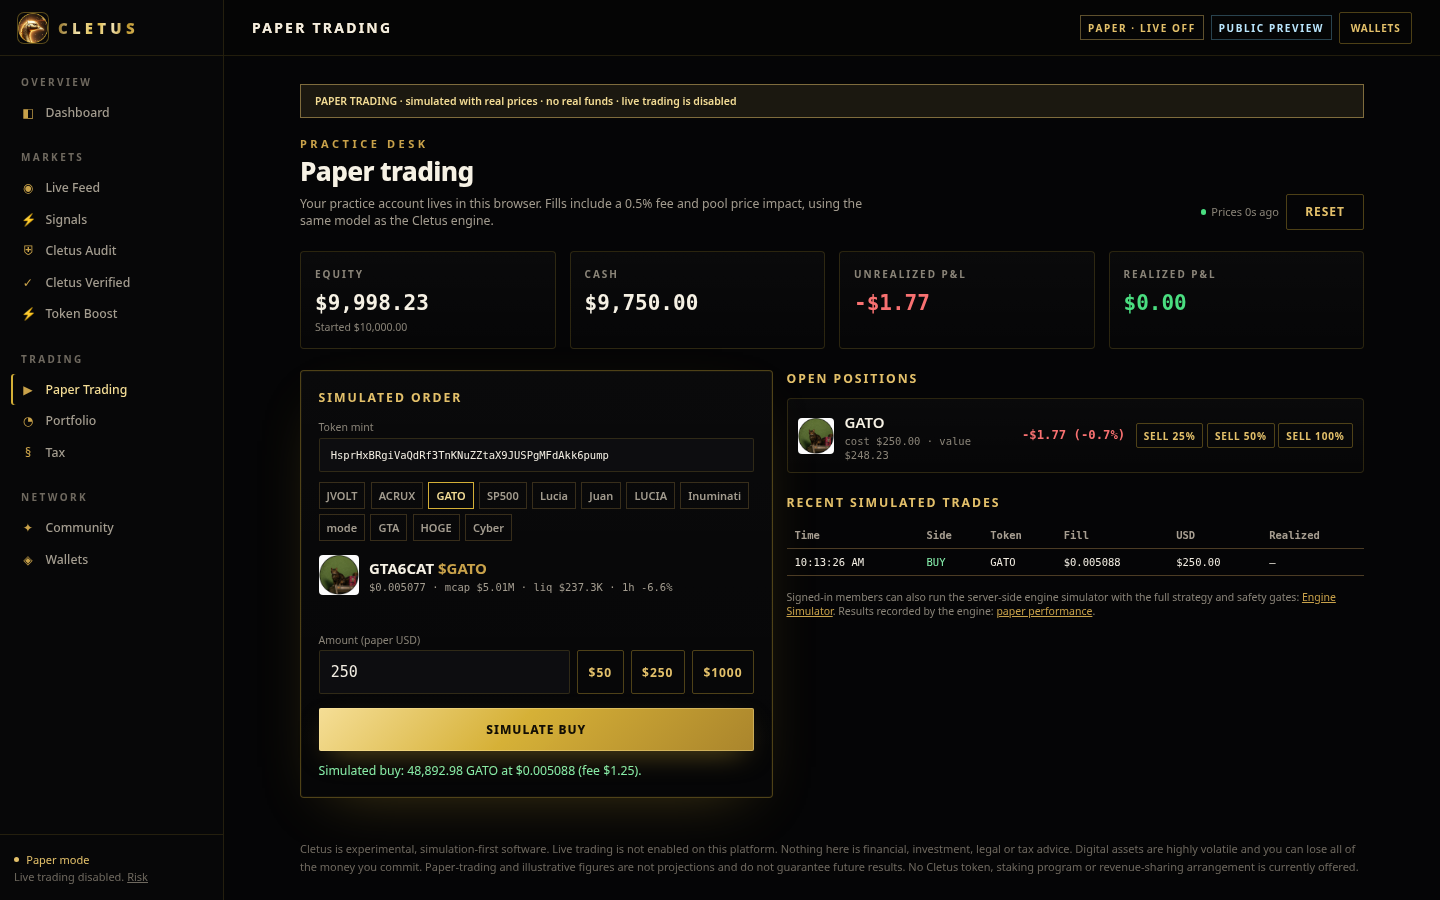 CLETUS
PAPER TRADING
PAPER · LIVE OFF
PUBLIC PREVIEW
WALLETS
OVERVIEW
Dashboard
MARKETS
Live Feed
Signals
Cletus Audit
Cletus Verified
Token Boost
TRADING
Paper Trading
Portfolio
§ Tax
NETWORK
Community
Wallets
Paper mode
Live trading disabled. Risk
PAPER TRADING · simulated with real prices · no real funds · live trading is disabled
PRACTICE DESK
Paper trading
Your practice account lives in this browser. Fills include a 0.5% fee and pool price impact, using the
same model as the Cletus engine.
Prices 0s ago
RESET
EQUITY
$9,998.23
Started $10,000.00
CASH
$9,750.00
UNREALIZED P&L
-$1.77
REALIZED P&L
$0.00
SIMULATED ORDER
Token mint
HsprHxBRgiVaQdRf3TnKNuZZtaX9JUSPgMFdAkk6pump
JVOLT ACRUX GATO SP500 Lucia Juan LUCIA Inuminati
mode GTA HOGE Cyber
GTA6CAT $GATO
$0.005077 · mcap $5.01M · liq $237.3K · 1h -6.6%
Amount (paper USD)
250 $50 $250 $1000
SIMULATE BUY
Simulated buy: 48,892.98 GATO at $0.005088 (fee $1.25).
OPEN POSITIONS
GATO
cost $250.00 · value
$248.23
-$1.77 (-0.7%)
SELL 25% SELL 50% SELL 100%
RECENT SIMULATED TRADES
Time Side Token Fill USD Realized
10:13:26 AM BUY GATO $0.005088 $250.00 —
Signed-in members can also run the server-side engine simulator with the full strategy and safety gates: Engine
Simulator. Results recorded by the engine: paper performance.
Cletus is experimental, simulation-first software. Live trading is not enabled on this platform. Nothing here is financial, investment, legal or tax advice. Digital assets are highly volatile and you can lose all of
the money you commit. Paper-trading and illustrative figures are not projections and do not guarantee future results. No Cletus token, staking program or revenue-sharing arrangement is currently offered.